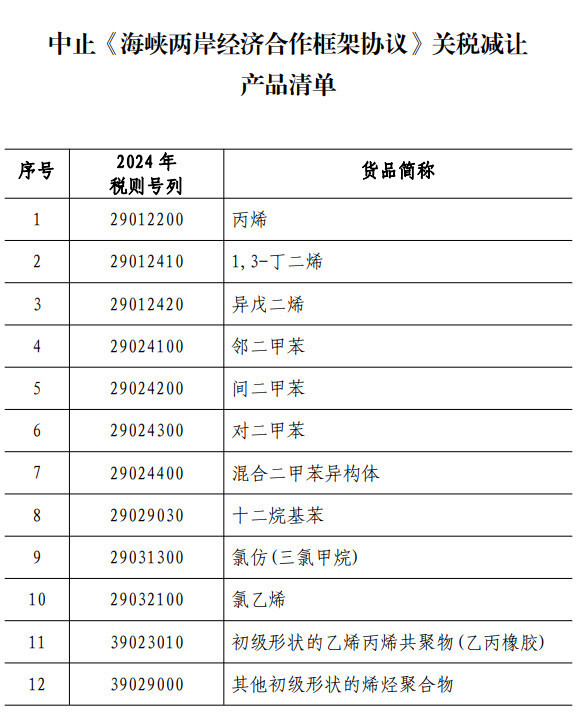 中止《海峡两岸经济合作框架协议》关税减让
产品清单
序号 2024 年 税则号列 货品简称
1 29012200 丙烯
2 29012410 1,3-丁二烯
3 29012420 异戊二烯
4 29024100 邻二甲苯
5 29024200 间二甲苯
6 29024300 对二甲苯
7 29024400 混合二甲苯异构体
8 29029030 十二烷基苯
9 29031300 氯仿(三氯甲烷)
10 29032100 氯乙烯
11 39023010 初级形状的乙烯丙烯共聚物(乙丙橡胶)
12 39029000 其他初级形状的烯烃聚合物